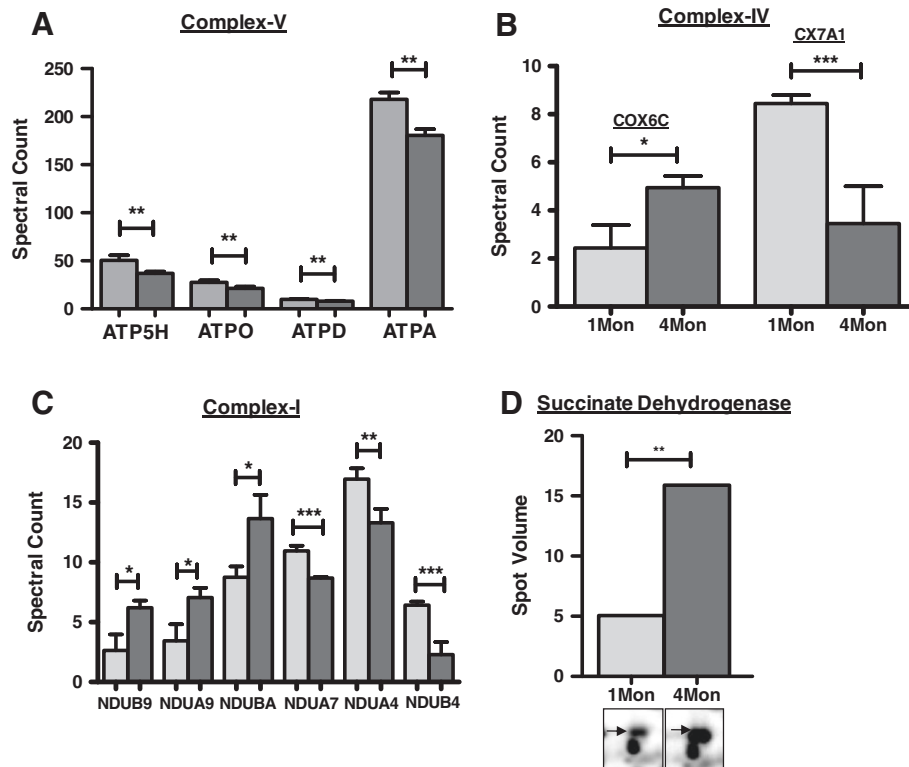 A
Complex-V
Spectral Count
250
200
150
100
50
0
**
**
**
**
ATP5H ATPO ATPD ATPA
B
Complex-IV
Spectral Count
10
8
6
4
2
0
COX6C
*
CX7A1
***
1Mon 4Mon 1Mon 4Mon
C
Complex-I
Spectral Count
20
15
10
5
0
*
*
*
***
**
***
NDUB9 NDUA9 NDUBA NDUA7 NDUA4 NDUB4
D
Succinate Dehydrogenase
Spot Volume
20
15
10
5
0
**
1Mon 4Mon